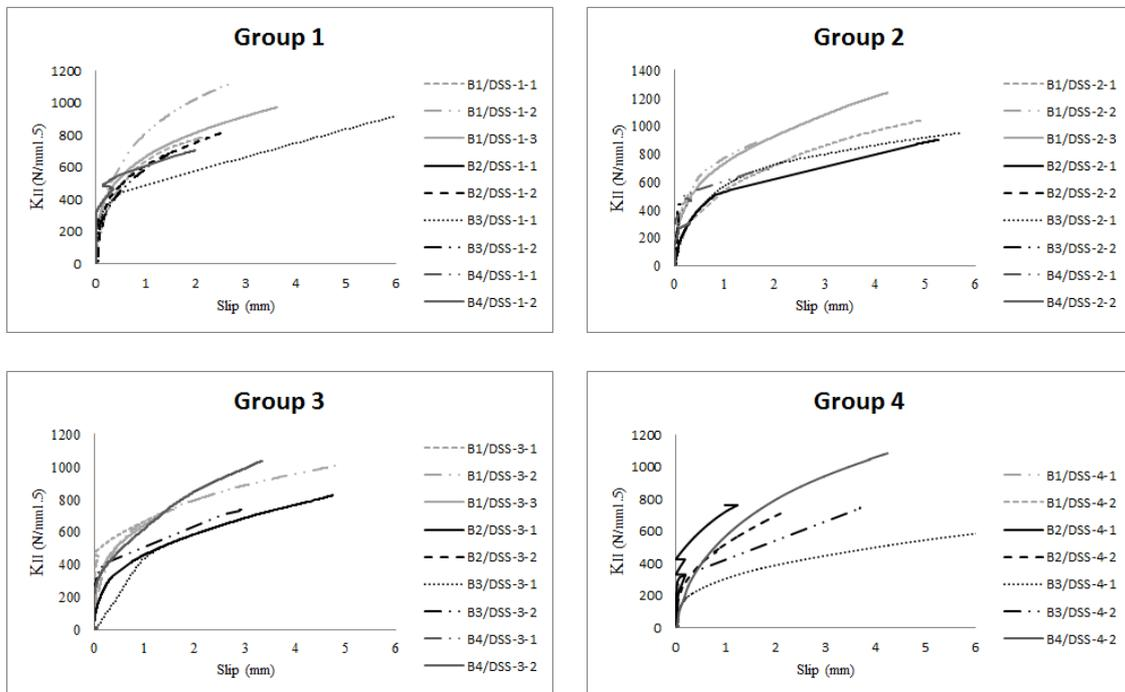 Group 1
1200
1000
800
600
400
200
0
KII (N/mm1.5)
0 1 2 3 4 5 6
Slip (mm)
B1/DSS-1-1
B1/DSS-1-2
B1/DSS-1-3
B2/DSS-1-1
B2/DSS-1-2
B3/DSS-1-1
B3/DSS-1-2
B4/DSS-1-1
B4/DSS-1-2
Group 2
1400
1200
1000
800
600
400
200
0
KII (N/mm1.5)
0 1 2 3 4 5 6
Slip (mm)
B1/DSS-2-1
B1/DSS-2-2
B1/DSS-2-3
B2/DSS-2-1
B2/DSS-2-2
B3/DSS-2-1
B3/DSS-2-2
B4/DSS-2-1
B4/DSS-2-2
Group 3
1200
1000
800
600
400
200
0
KII (N/mm1.5)
0 1 2 3 4 5 6
Slip (mm)
B1/DSS-3-1
B1/DSS-3-2
B1/DSS-3-3
B2/DSS-3-1
B2/DSS-3-2
B3/DSS-3-1
B3/DSS-3-2
B4/DSS-3-1
B4/DSS-3-2
Group 4
1200
1000
800
600
400
200
0
KII (N/mm1.5)
0 1 2 3 4 5 6
Slip (mm)
B1/DSS-4-1
B1/DSS-4-2
B2/DSS-4-1
B2/DSS-4-2
B3/DSS-4-1
B3/DSS-4-2
B4/DSS-4-2